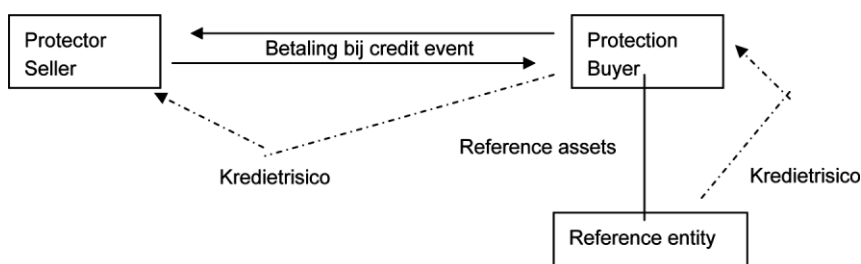 Protector
Seller
Betaling bij credit event
Protection
Buyer
Reference assets
Kredietrisico
Kredietrisico
Reference entity